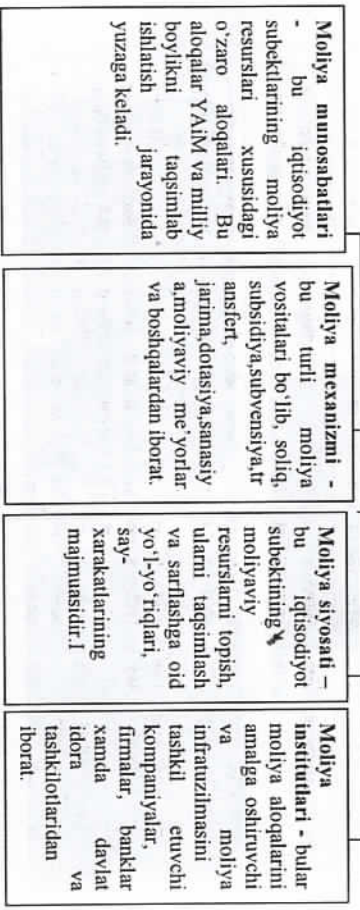 Moliya munosabatlari
- bu iqtisodiyot
subektlarining moliya
resurslari xususidagi
o‘zaro aloqalari. Bu
aloqalar YAiM va milliy
boylikni taqsimlab
ishlatish jarayonida
yuzaga keladi.
Moliya mexanizmi -
bu turli moliya
vositalari bo‘lib, soliq,
subsidiya,subvensiya,tr
ansfert,
jarima,dotasiya,sanasiy
a,moliyaviy me’yorlar
va boshqalardan iborat.
Moliya siyosati –
bu iqtisodiyot
subektining
moliyaviy
resurslarni topish,
ularni taqsimlash
va sarflashga oid
yo‘l-yo‘riqlari,
say-
xarakatlarining
majmuasidir.I
Moliya
institutlari - bular
moliya aloqalarini
amalga oshiruvchi
va moliya
infratuzilmasini
tashkil etuvchi
kompaniyalar,
firmalar, banklar
xamda davlat
idora va
tashkilotlaridan
iborat.